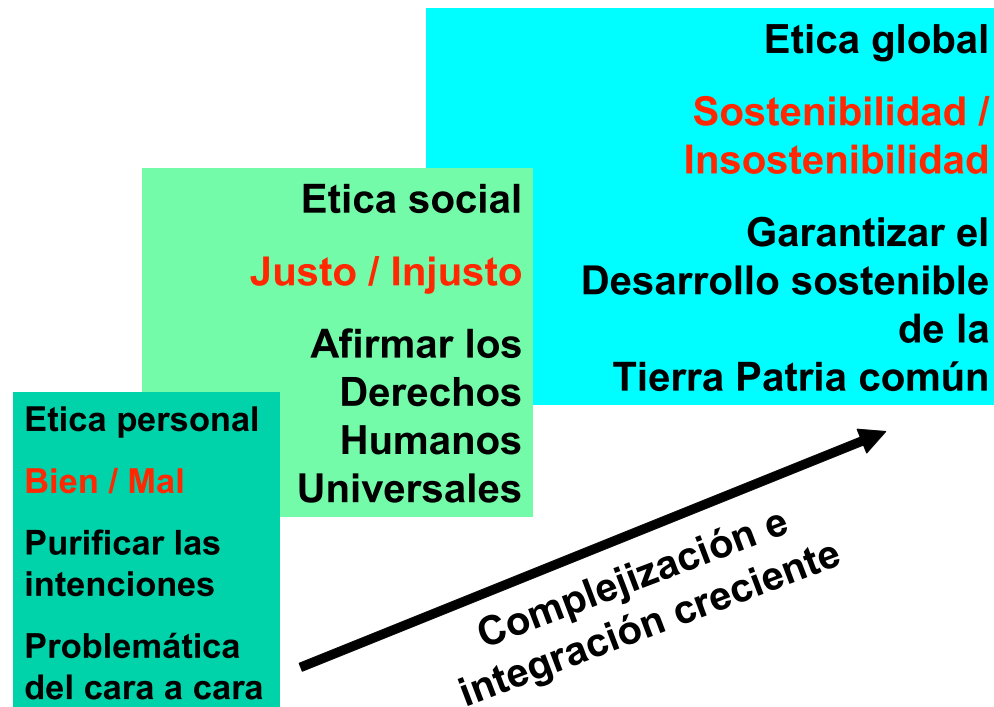 Etica global
Sostenibilidad /
Insostenibilidad
Garantizar el
Desarrollo sostenible
de la
Tierra Patria común
Etica social
Justo / Injusto
Afirmar los
Derechos
Humanos
Universales
Etica personal
Bien / Mal
Purificar las
intenciones
Problemática
del cara a cara
Complejización e
integración creciente